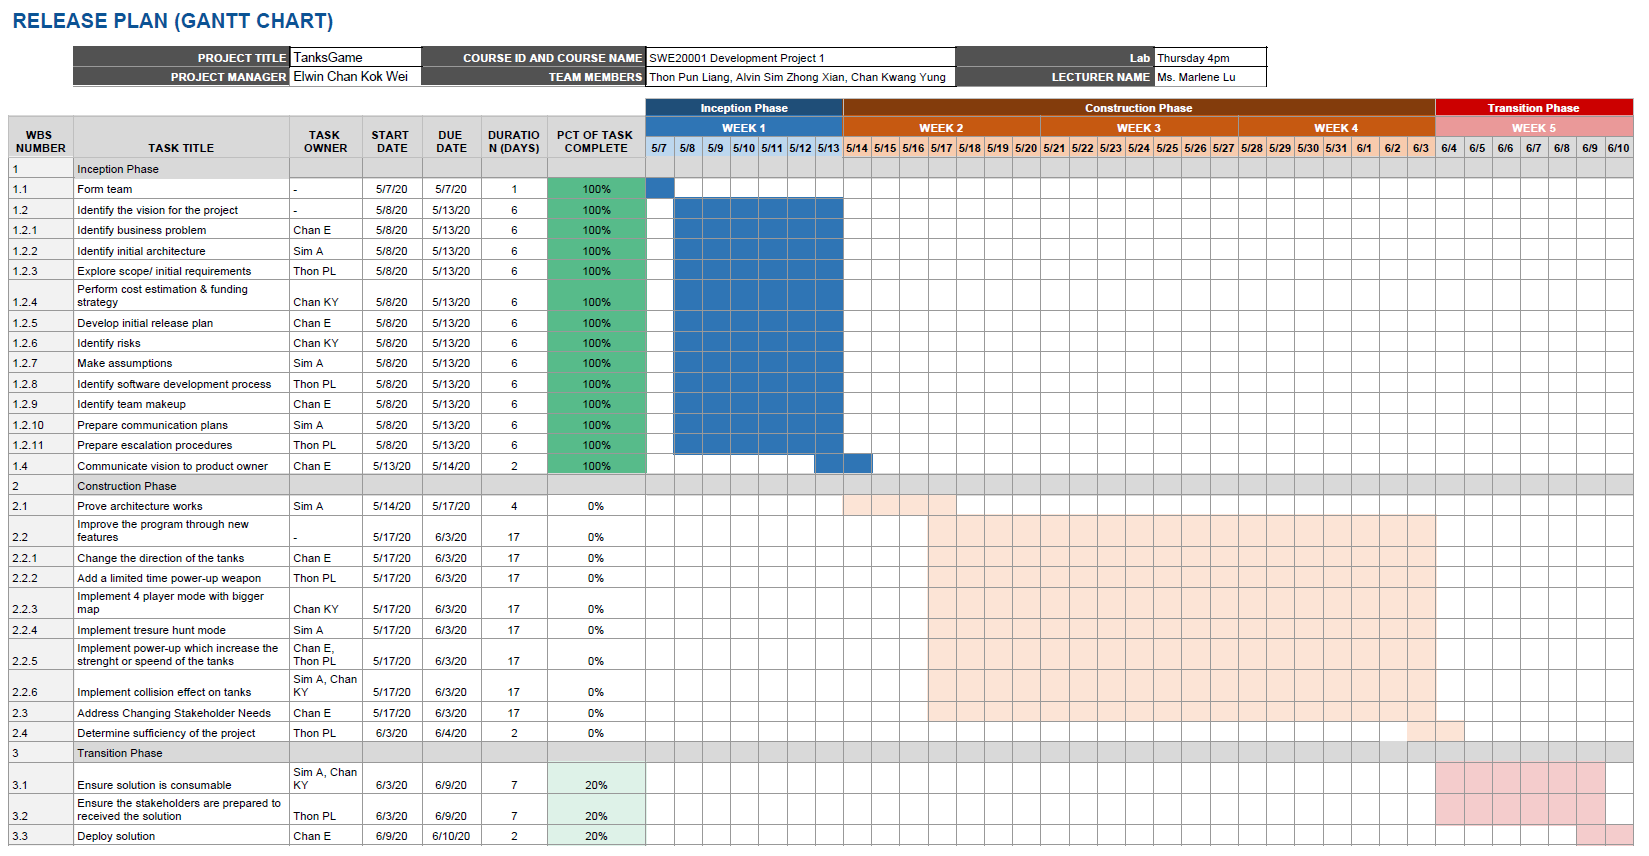 RELEASE PLAN (GANTT CHART)
PROJECT TITLE TanksGame COURSE ID AND COURSE NAME SWE20001 Development Project 1 Lab Thursday 4pm
PROJECT MANAGER Elwin Chan Kok Wei TEAM MEMBERS Thon Pun Liang, Alvin Sim Zhong Xian, Chan Kwang Yung LECTURER NAME Ms. Marlene Lu
Inception Phase Construction Phase Transition Phase
WEEK 1 WEEK 2 WEEK 3 WEEK 4 WEEK 5
WBS NUMBER TASK TITLE TASK OWNER START DATE DUE DATE DURATIO N (DAYS) PCT OF TASK COMPLETE 5/7 5/8 5/9 5/10 5/11 5/12 5/13 5/14 5/15 5/16 5/17 5/18 5/19 5/20 5/21 5/22 5/23 5/24 5/25 5/26 5/27 5/28 5/29 5/30 5/31 6/1 6/2 6/3 6/4 6/5 6/6 6/7 6/8 6/9 6/10
1 Inception Phase
1.1 Form team - 5/7/20 5/7/20 1 100%
1.2 Identify the vision for the project - 5/8/20 5/13/20 6 100%
1.2.1 Identify business problem Chan E 5/8/20 5/13/20 6 100%
1.2.2 Identify initial architecture Sim A 5/8/20 5/13/20 6 100%
1.2.3 Explore scope/ initial requirements Thon PL 5/8/20 5/13/20 6 100%
Perform cost estimation & funding
1.2.4 strategy Chan KY 5/8/20 5/13/20 6 100%
1.2.5 Develop initial release plan Chan E 5/8/20 5/13/20 6 100%
1.2.6 Identify risks Chan KY 5/8/20 5/13/20 6 100%
1.2.7 Make assumptions Sim A 5/8/20 5/13/20 6 100%
1.2.8 Identify software development process Thon PL 5/8/20 5/13/20 6 100%
1.2.9 Identify team makeup Chan E 5/8/20 5/13/20 6 100%
1.2.10 Prepare communication plans Sim A 5/8/20 5/13/20 6 100%
1.2.11 Prepare escalation procedures Thon PL 5/8/20 5/13/20 6 100%
1.4 Communicate vision to product owner Chan E 5/13/20 5/14/20 2 100%
2 Construction Phase
2.1 Prove architecture works Sim A 5/14/20 5/17/20 4 0%
Improve the program through new
2.2 features - 5/17/20 6/3/20 17 0%
2.2.1 Change the direction of the tanks Chan E 5/17/20 6/3/20 17 0%
2.2.2 Add a limited time power-up weapon Thon PL 5/17/20 6/3/20 17 0%
Implement 4 player mode with bigger
2.2.3 map Chan KY 5/17/20 6/3/20 17 0%
2.2.4 Implement tresure hunt mode Sim A 5/17/20 6/3/20 17 0%
Implement power-up which increase the Chan E,
2.2.5 strenght or speend of the tanks Thon PL 5/17/20 6/3/20 17 0%
Sim A, Chan
2.2.6 Implement collision effect on tanks KY 5/17/20 6/3/20 17 0%
2.3 Address Changing Stakeholder Needs Chan E 5/17/20 6/3/20 17 0%
2.4 Determine sufficiency of the project Thon PL 6/3/20 6/4/20 2 0%
3 Transition Phase
Sim A, Chan
3.1 Ensure solution is consumable KY 6/3/20 6/9/20 7 20%
Ensure the stakeholders are prepared to
3.2 received the solution Thon PL 6/3/20 6/9/20 7 20%
3.3 Deploy solution Chan E 6/9/20 6/10/20 2 20%